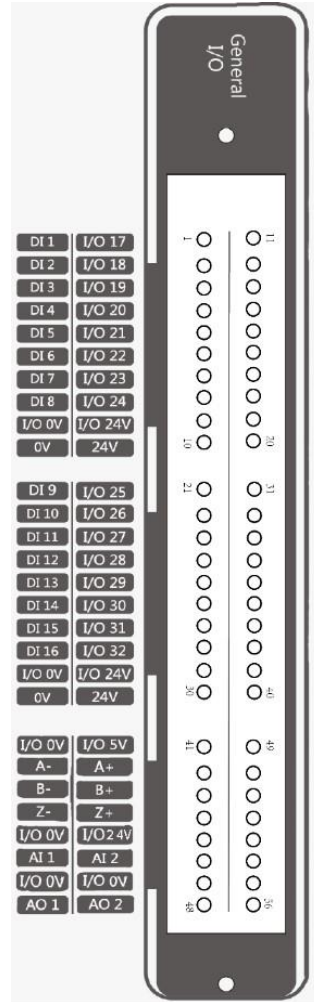 General
I/O
DI 1 I/O 17 1 11
DI 2 I/O 18
DI 3 I/O 19
DI 4 I/O 20
DI 5 I/O 21
DI 6 I/O 22
DI 7 I/O 23
DI 8 I/O 24
I/O 0V I/O 24V
0V 24V 10 20
DI 9 I/O 25 21 31
DI 10 I/O 26
DI 11 I/O 27
DI 12 I/O 28
DI 13 I/O 29
DI 14 I/O 30
DI 15 I/O 31
DI 16 I/O 32
I/O 0V I/O 24V
0V 24V 30 40
I/O 0V I/O 5V 41 49
A- A+
B- B+
Z- Z+
I/O 0V I/O24V
AI 1 AI 2
I/O 0V I/O 0V
AO 1 AO 2 48 56